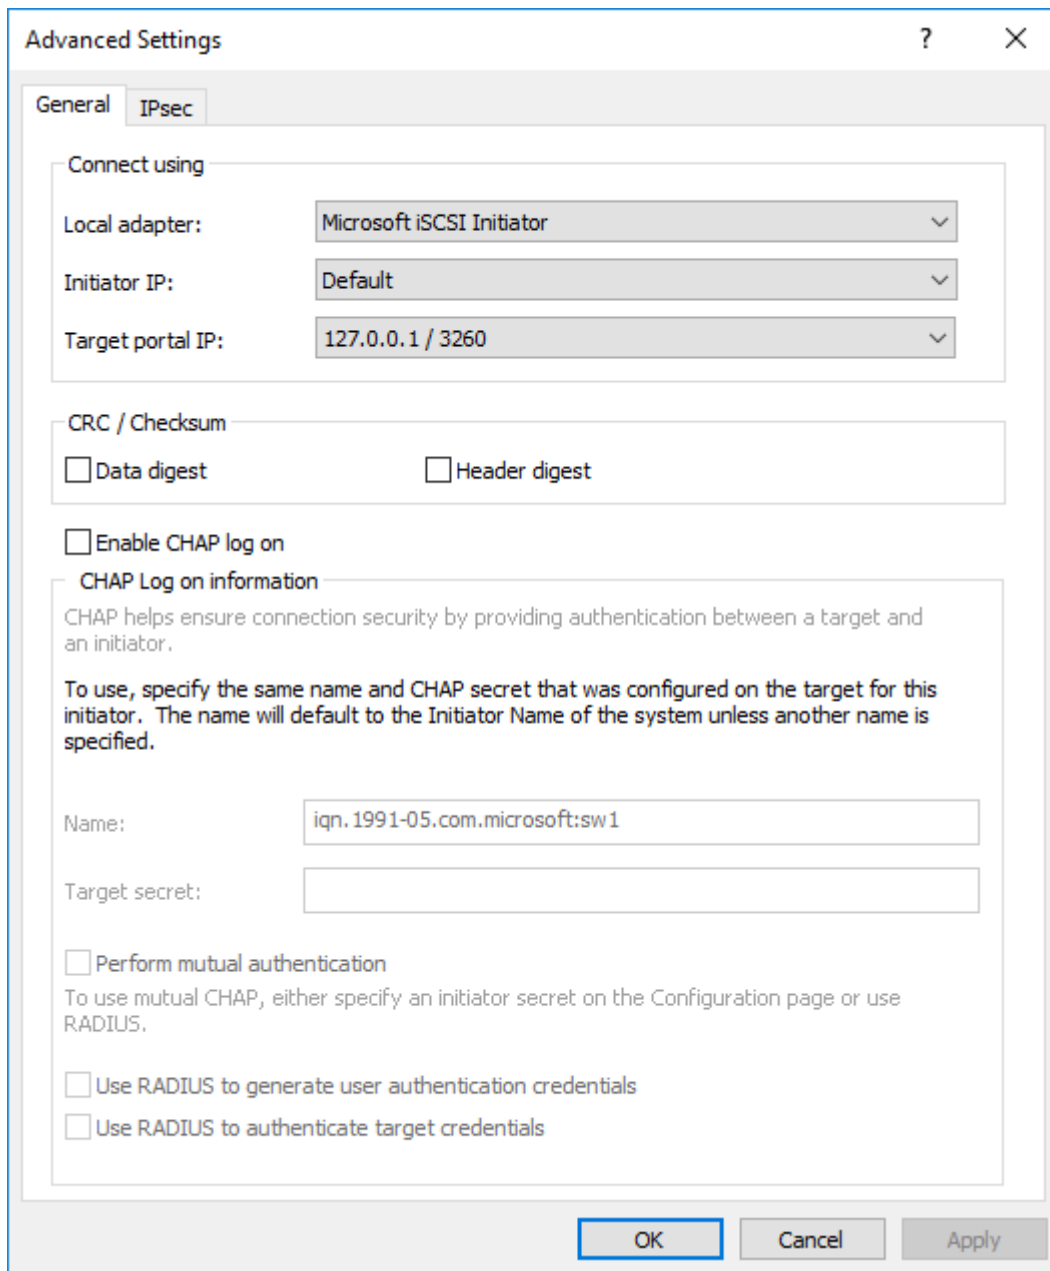 Advanced Settings
?
General
IPsec
Connect using
Local adapter:
Microsoft iSCSI Initiator
Initiator IP:
Default
Target portal IP:
127.0.0.1 / 3260
CRC / Checksum
Data digest
Header digest
Enable CHAP log on
CHAP Log on information
CHAP helps ensure connection security by providing authentication between a target and
an initiator.
To use, specify the same name and CHAP secret that was configured on the target for this
initiator.  The name will default to the Initiator Name of the system unless another name is
specified.
Name:
iqn.1991-05.com.microsoft:sw1
Target secret:
Perform mutual authentication
To use mutual CHAP, either specify an initiator secret on the Configuration page or use
RADIUS.
Use RADIUS to generate user authentication credentials
Use RADIUS to authenticate target credentials
OK
Cancel
Apply